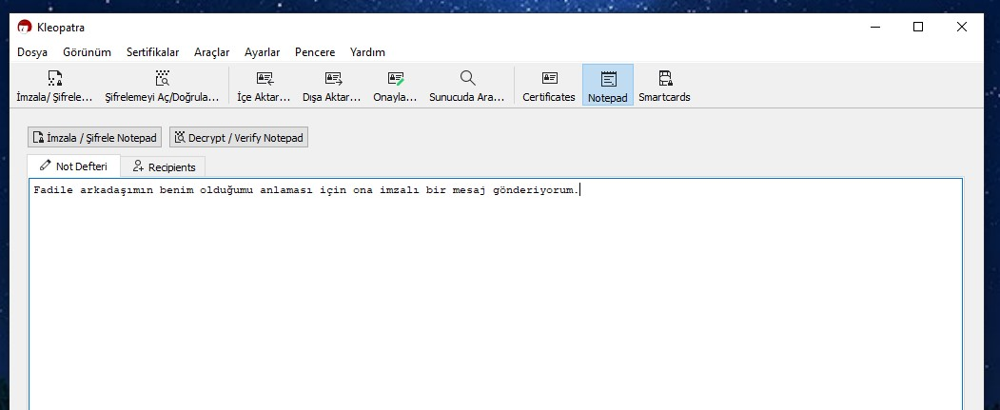 Kleopatra
Dosya Görünüm Sertifikalar Araçlar Ayarlar Pencere Yardım
İmzala/ Şifrele... Şifrelemeyi Aç/Doğrula... İçe Aktar... Dışa Aktar... Onayla... Sunucuda Ara... Certificates Notepad Smartcards
İmzala / Şifrele Notepad Decrypt / Verify Notepad
Not Defteri Recipients
Fadile arkadaşımın benim olduğumu anlaması için ona imzalı bir mesaj gönderiyorum.